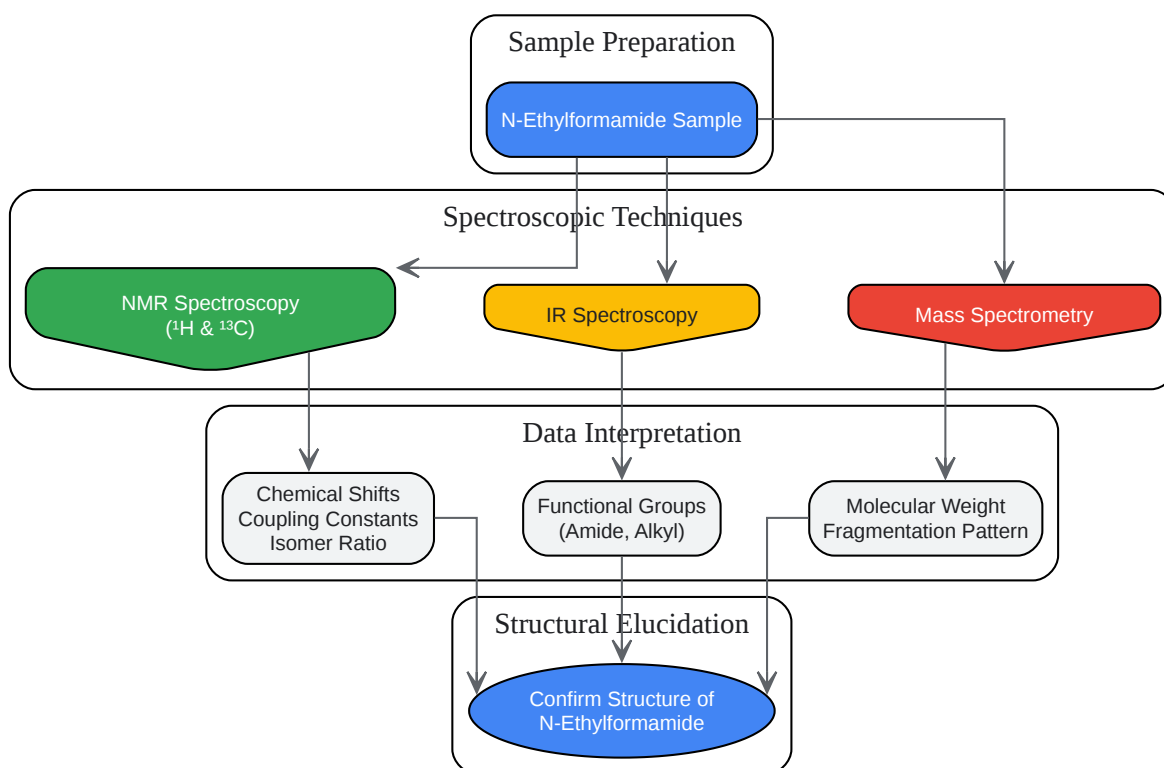 Sample Preparation
N-Ethylformamide Sample
Spectroscopic Techniques
NMR Spectroscopy
(¹H & ¹³C)
IR Spectroscopy
Mass Spectrometry
Data Interpretation
Chemical Shifts
Coupling Constants
Isomer Ratio
Functional Groups
(Amide, Alkyl)
Molecular Weight
Fragmentation Pattern
Structural Elucidation
Confirm Structure of
N-Ethylformamide